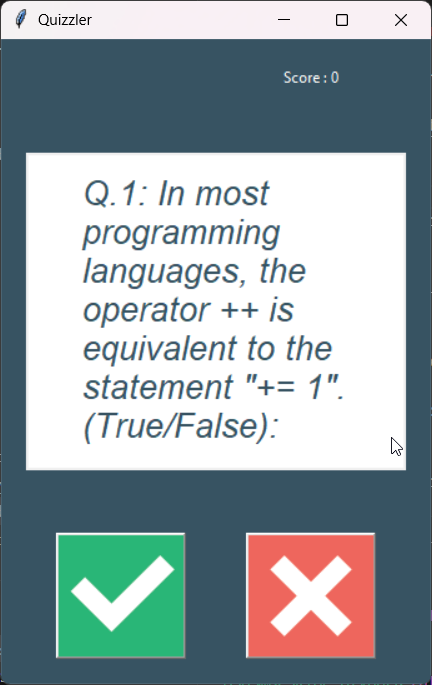 Quizzler
Score : 0
Q.1: In most
programming
languages, the
operator ++ is
equivalent to the
statement "+= 1".
(True/False):